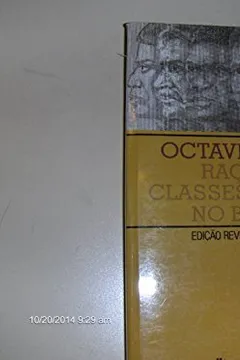 OCTAVI
RAÇ
CLASSES
NO B
EDIÇÃO REV
10/20/2014 9:29 am